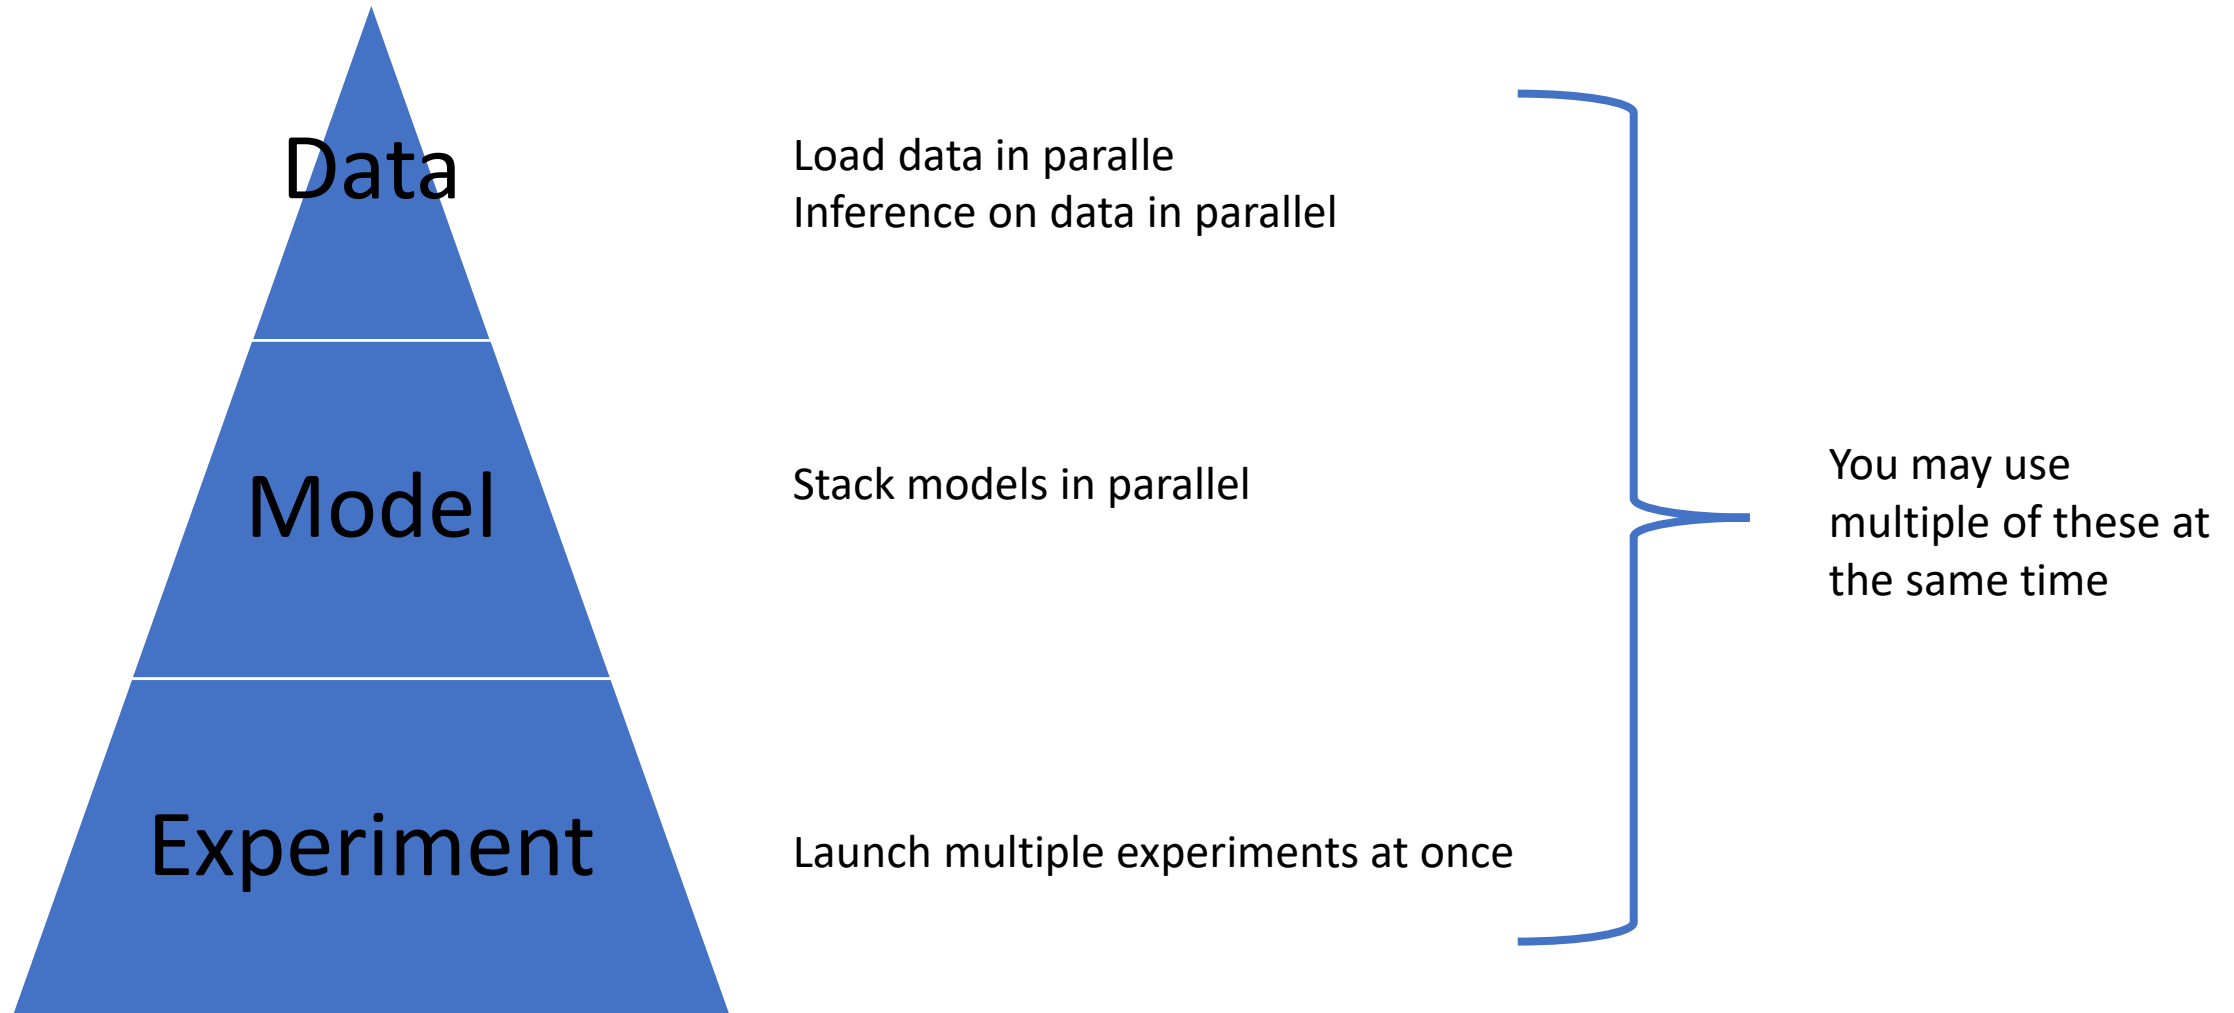 Data
Load data in paralle
Inference on data in parallel
Model
Stack models in parallel
Experiment
Launch multiple experiments at once
You may use
multiple of these at
the same time